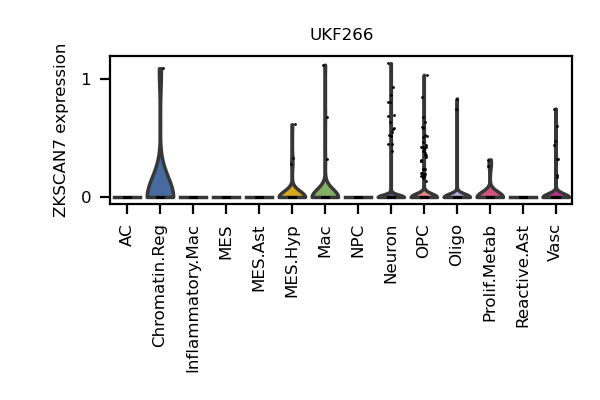 UKF266
ZKSCAN7 expression
1
0
AC
Chromatin.Reg
Inflammatory.Mac
MES
MES.Ast
MES.Hyp
Mac
NPC
Neuron
OPC
Oligo
Prolif.Metab
Reactive.Ast
Vasc